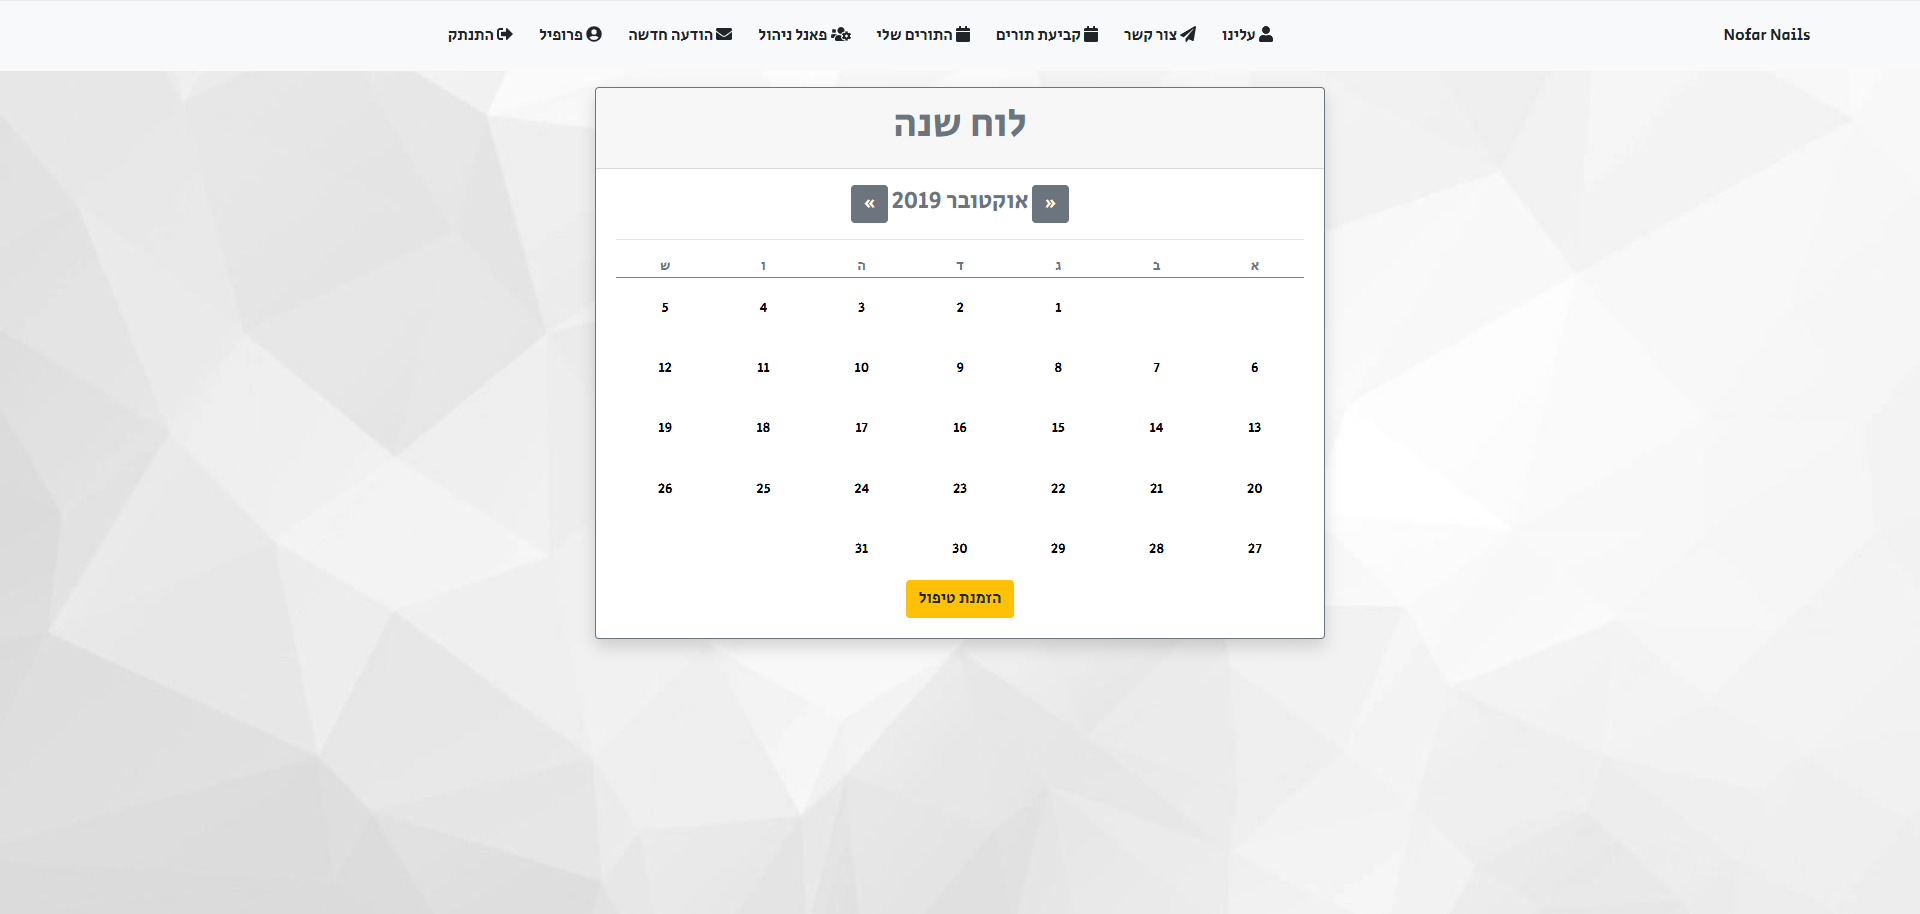 Nofar Nails
עלינו
צור קשר
קביעת תורים
התורים שלי
פאנל ניהול
הודעה חדשה
פרופיל
התנתק
לוח שנה
« אוקטובר 2019 »
א ב ג ד ה ו ש
1 2 3 4 5
6 7 8 9 10 11 12
13 14 15 16 17 18 19
20 21 22 23 24 25 26
27 28 29 30 31
הזמנת טיפול